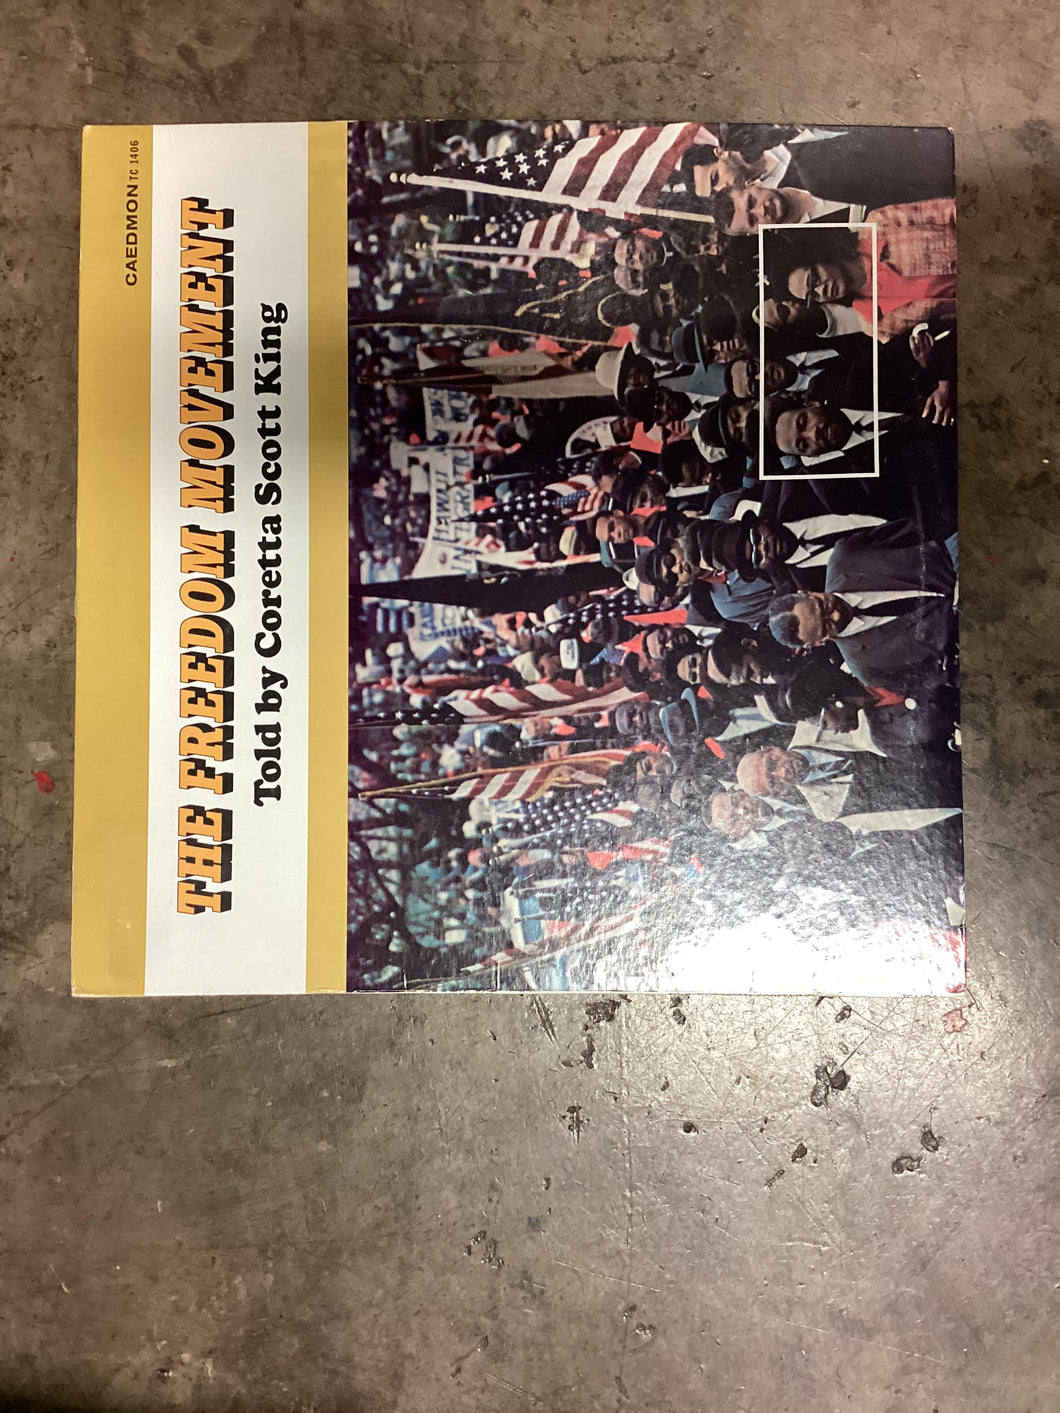 CAEDMON TC 1406
THE FREEDOM MOVEMENT
Told by Coretta Scott King